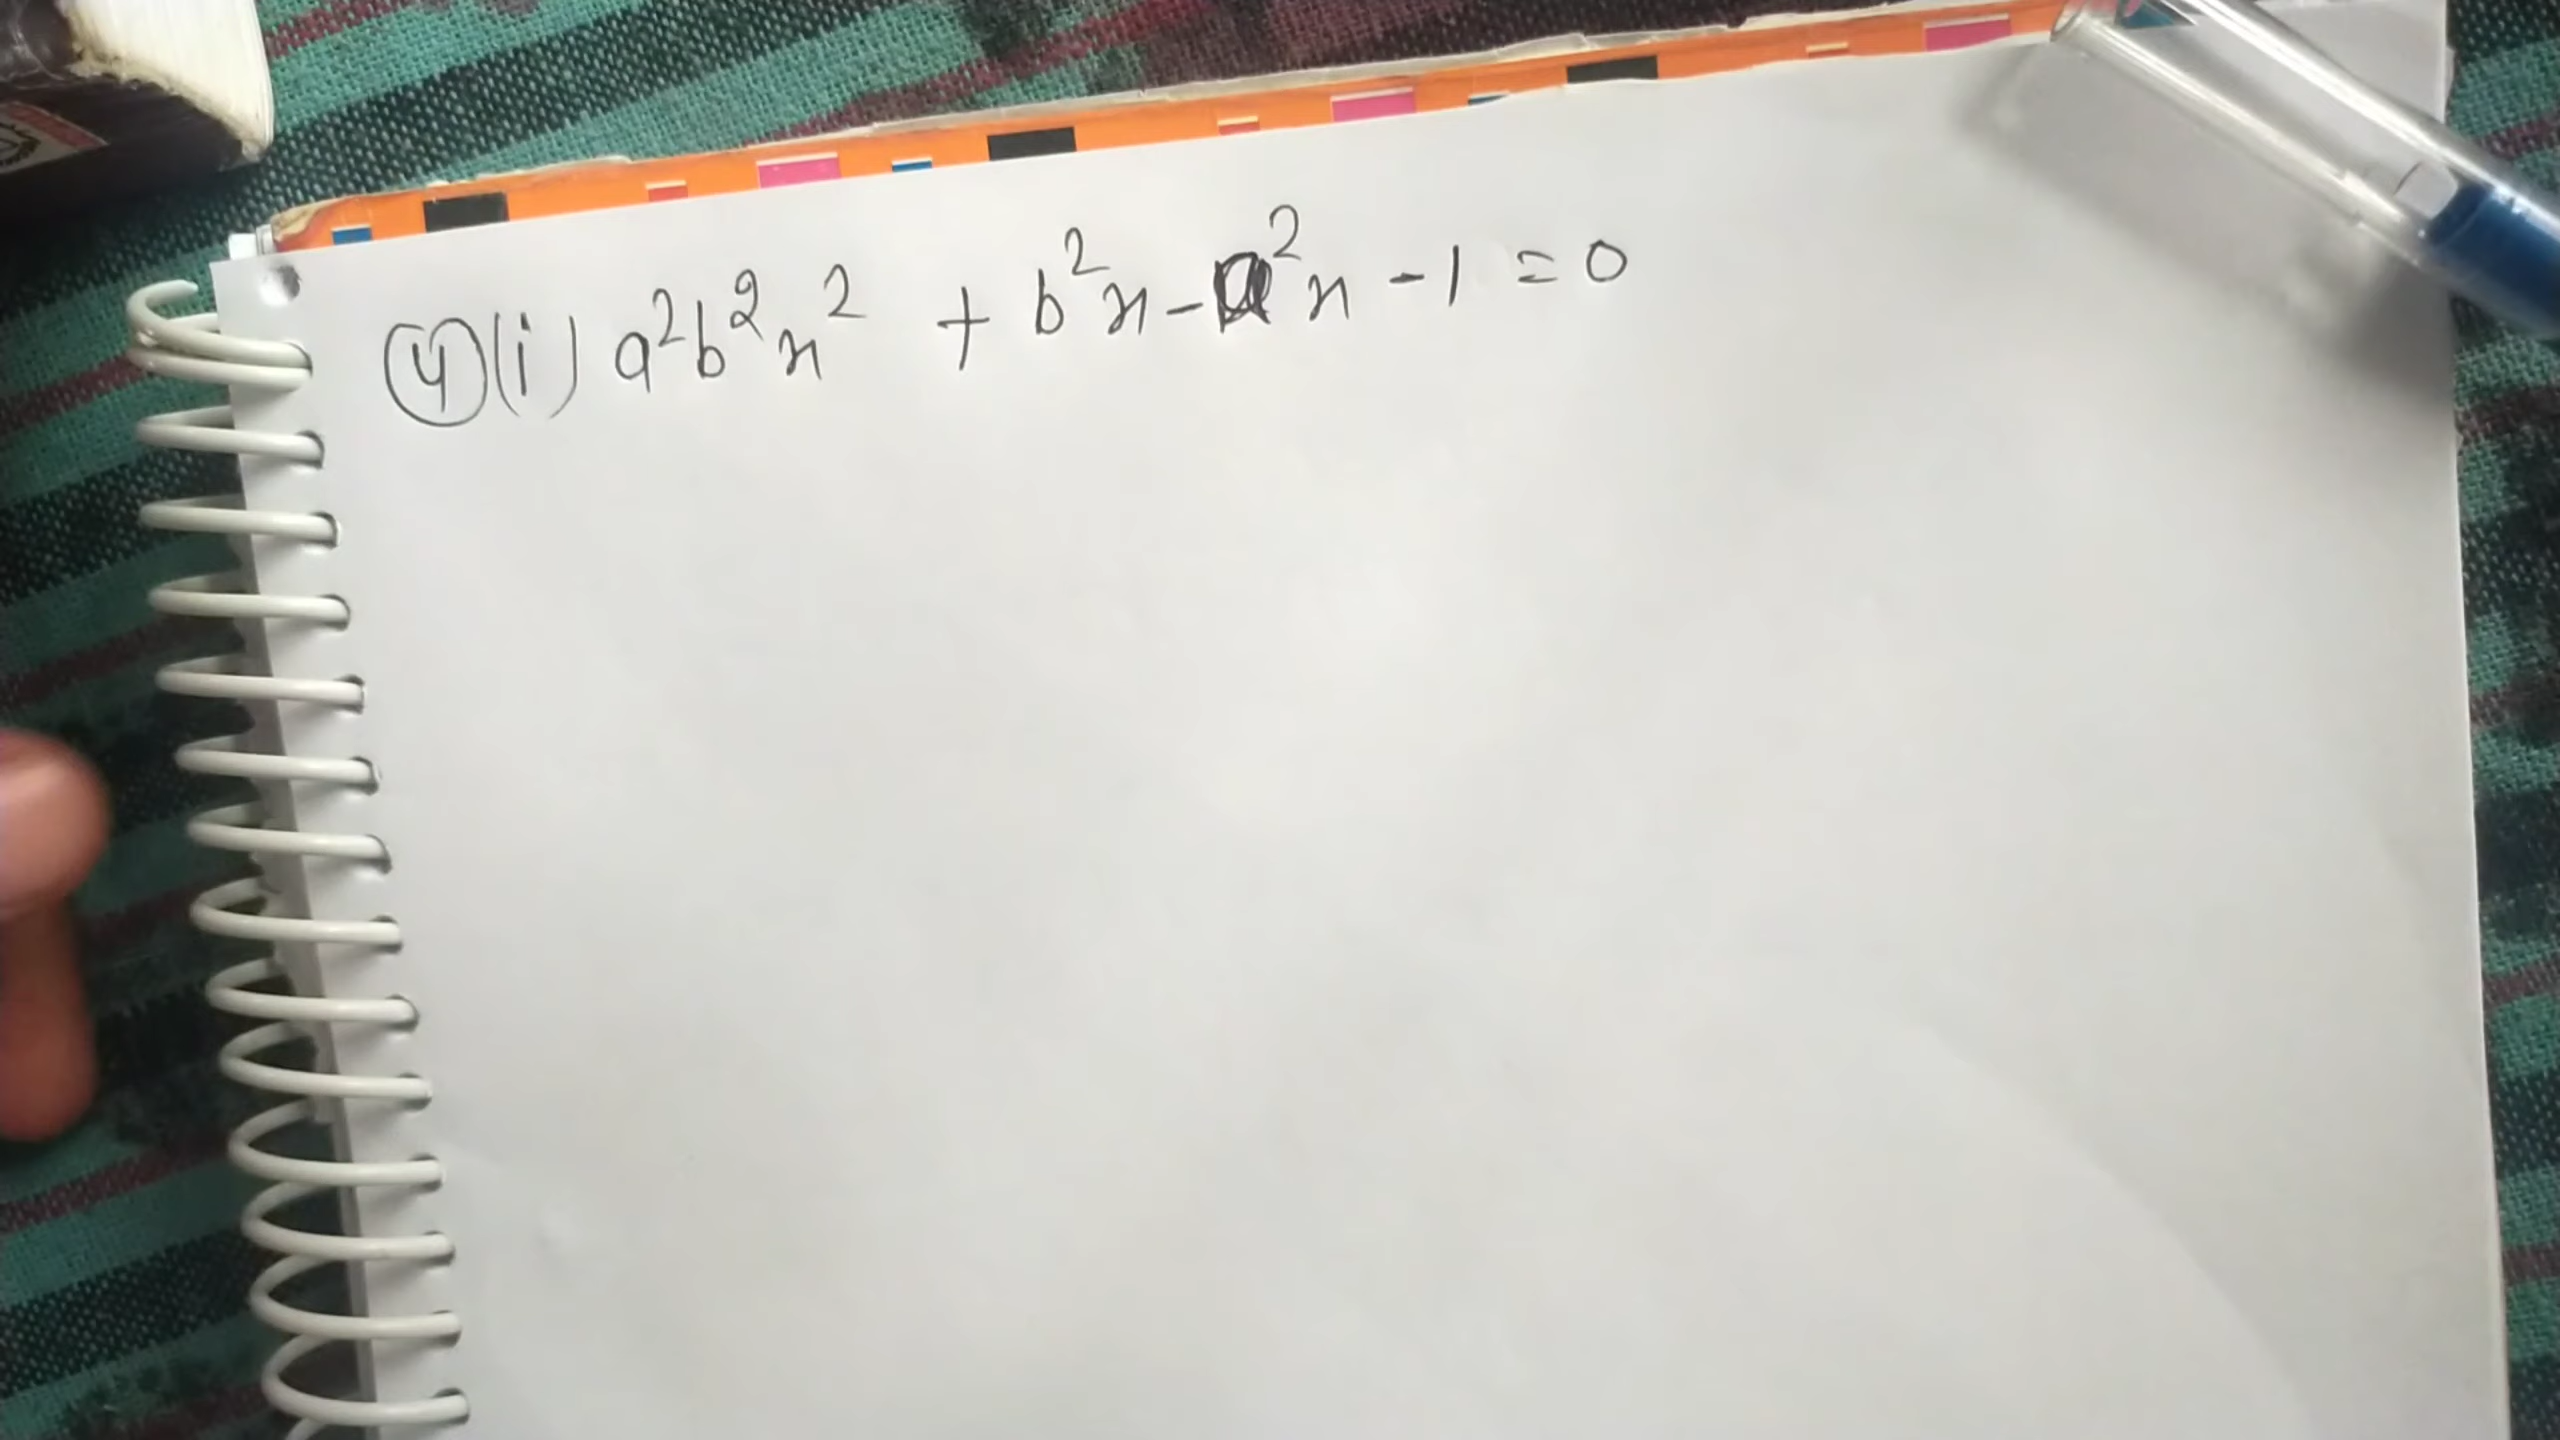 ④(i) a²b²x² + b²x - a²x - 1 = 0